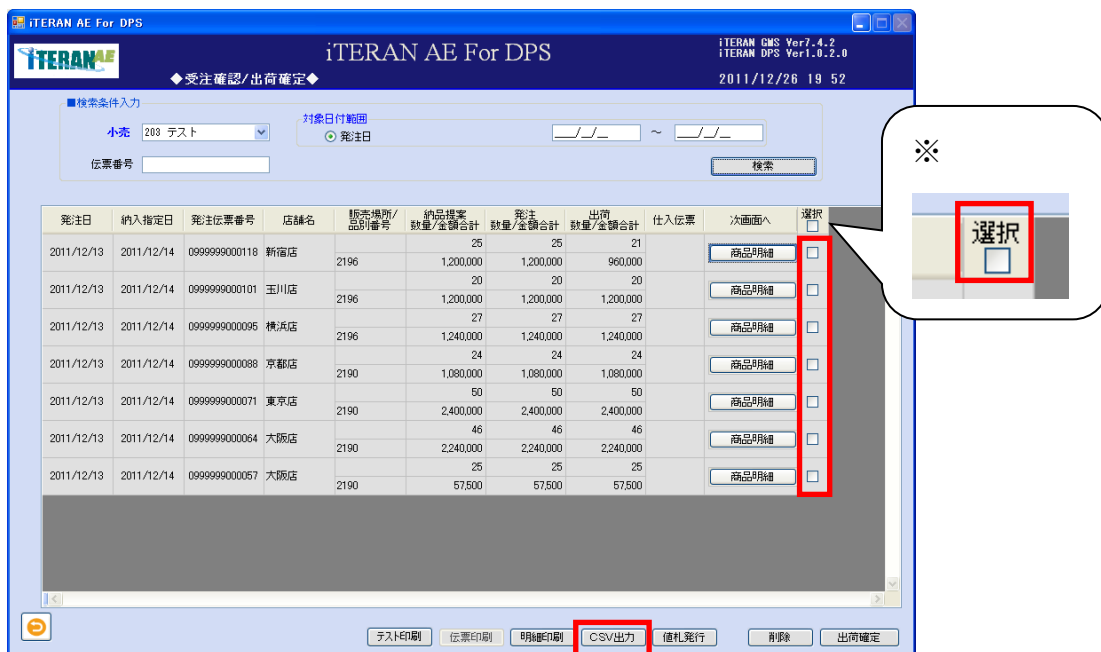 iTERAN AE For DPS
iTERAN AE
iTERAN AE For DPS
iTERAN GMS Ver7.4.2
iTERAN DPS Ver1.0.2.0
◆受注確認/出荷確定◆
2011/12/26 19 52
■検索条件入力
小売 203 テスト
対象日付範囲
発注日 __/__/__ ～ __/__/__
伝票番号
検索
発注日 納入指定日 発注伝票番号 店舗名 販売場所/品別番号 納品提案数量/金額合計 発注数量/金額合計 出荷数量/金額合計 仕入伝票 次画面へ 選択
2011/12/13 2011/12/14 0999999000118 新宿店 25 25 21 商品明細
2196 1,200,000 1,200,000 960,000
2011/12/13 2011/12/14 0999999000101 玉川店 20 20 20 商品明細
2196 1,200,000 1,200,000 1,200,000
2011/12/13 2011/12/14 0999999000095 横浜店 27 27 27 商品明細
2196 1,240,000 1,240,000 1,240,000
2011/12/13 2011/12/14 0999999000088 京都店 24 24 24 商品明細
2190 1,080,000 1,080,000 1,080,000
2011/12/13 2011/12/14 0999999000071 東京店 50 50 50 商品明細
2190 2,400,000 2,400,000 2,400,000
2011/12/13 2011/12/14 0999999000064 大阪店 46 46 46 商品明細
2190 2,240,000 2,240,000 2,240,000
2011/12/13 2011/12/14 0999999000057 大阪店 25 25 25 商品明細
2190 57,500 57,500 57,500
テスト印刷 伝票印刷 明細印刷 CSV出力 値札発行 削除 出荷確定
※
選択